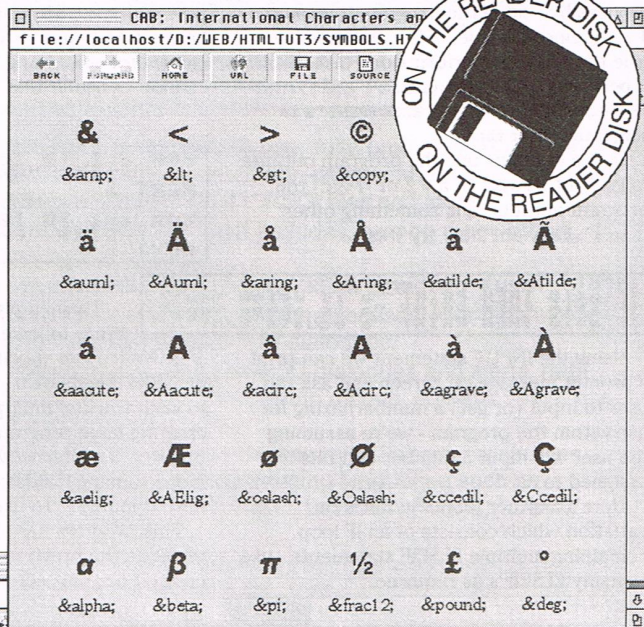 CAB: International Characters an
file://localhost/D:/WEB/HTMLTUT3/SYMBOLS.HT
BACK FORWARD HOME URL FILE SOURCE
ON THE READER DISK
ON THE READER DISK
& < > ©
&amp; &lt; &gt; &copy;
ä Ä å Å ã A
&auml; &Auml; &aring; &Aring; &atilde; &Atilde;
á A â A à À
&aacute; &Aacute; &acirc; &Acirc; &agrave; &Agrave;
æ Æ ø Ø ç Ç
&aelig; &AElig; &oslash; &Oslash; &ccedil; &Ccedil;
α β π ½ £
&alpha; &beta; &pi; &frac12; &pound; &deg;